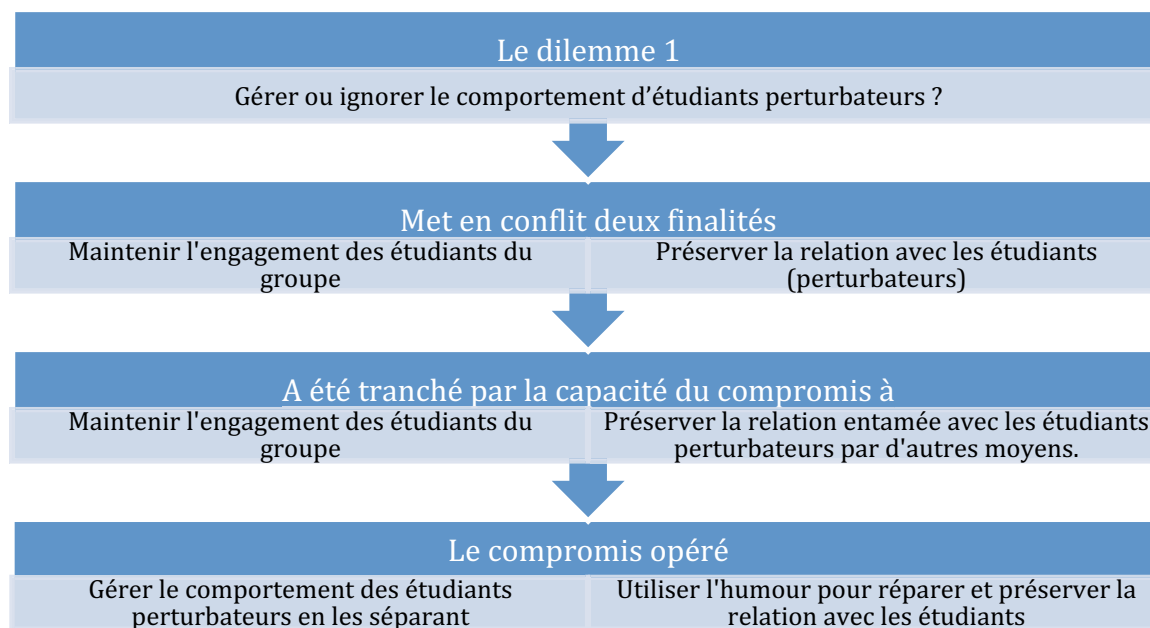 Le dilemme 1
Gérer ou ignorer le comportement d’étudiants perturbateurs ?
Met en conflit deux finalités
Maintenir l'engagement des étudiants du
groupe
Préserver la relation avec les étudiants
(perturbateurs)
A été tranché par la capacité du compromis à
Maintenir l'engagement des étudiants du
groupe
Préserver la relation entamée avec les étudiants
perturbateurs par d'autres moyens.
Le compromis opéré
Gérer le comportement des étudiants
perturbateurs en les séparant
Utiliser l'humour pour réparer et préserver la
relation avec les étudiants